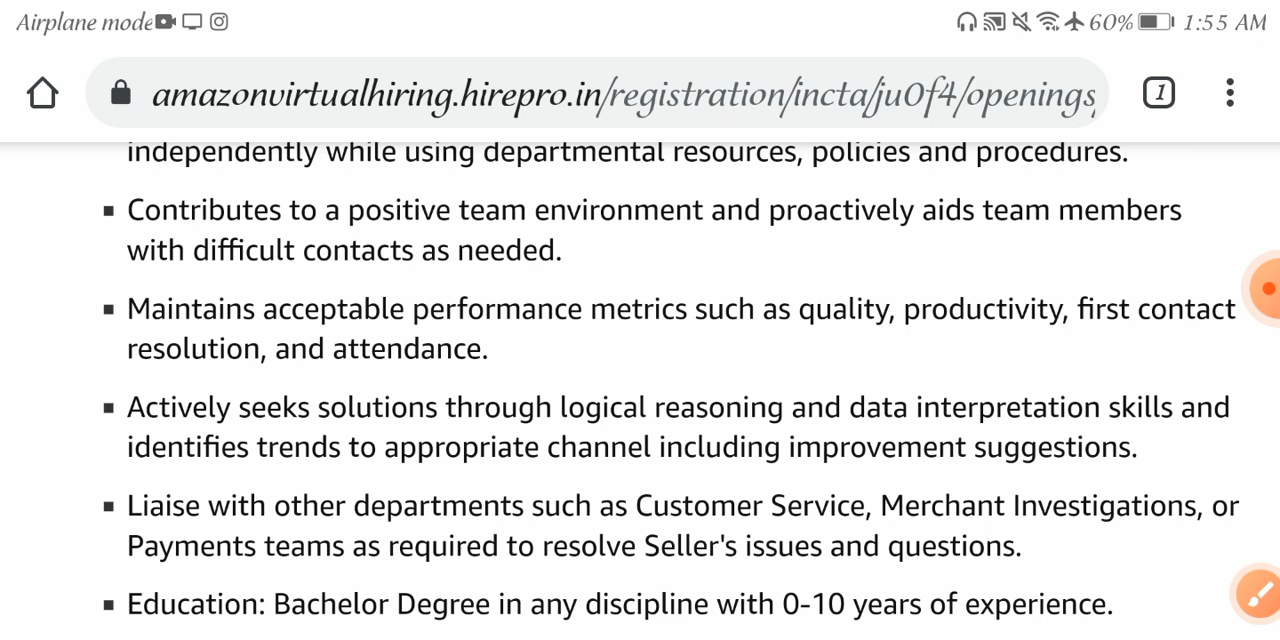 Airplane mode 60% 1:55 AM
amazonvirtualhiring.hirepro.in/registration/incta/ju0f4/openings 1
independently while using departmental resources, policies and procedures.
▪ Contributes to a positive team environment and proactively aids team members
with difficult contacts as needed.
▪ Maintains acceptable performance metrics such as quality, productivity, first contact
resolution, and attendance.
▪ Actively seeks solutions through logical reasoning and data interpretation skills and
identifies trends to appropriate channel including improvement suggestions.
▪ Liaise with other departments such as Customer Service, Merchant Investigations, or
Payments teams as required to resolve Seller's issues and questions.
▪ Education: Bachelor Degree in any discipline with 0-10 years of experience.